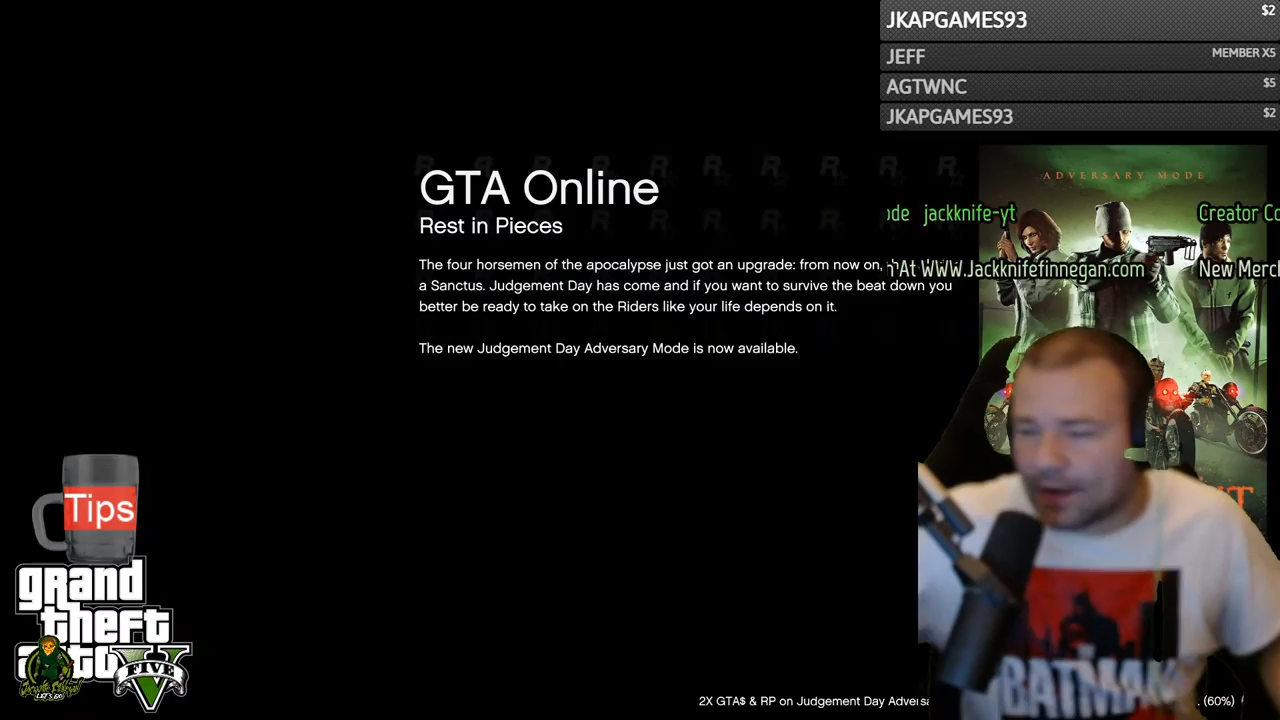 JKAPGAMES93 $2
JEFF MEMBER X5
AGTWNC $5
JKAPGAMES93 $2
ADVERSARY MODE
jackknife-yt
Creator
GTA Online
Rest in Pieces
The four horsemen of the apocalypse just got an upgrade: from now on,
At WWW.Jackknifefinnegan.com
New Merch
a Sanctus. Judgement Day has come and if you want to survive the beat down you
better be ready to take on the Riders like your life depends on it.
The new Judgement Day Adversary Mode is now available.
Tips
grand
theft
auto
FIVE
LET'S GO
BATMAN
2X GTA$ & RP on Judgement Day
(60%)